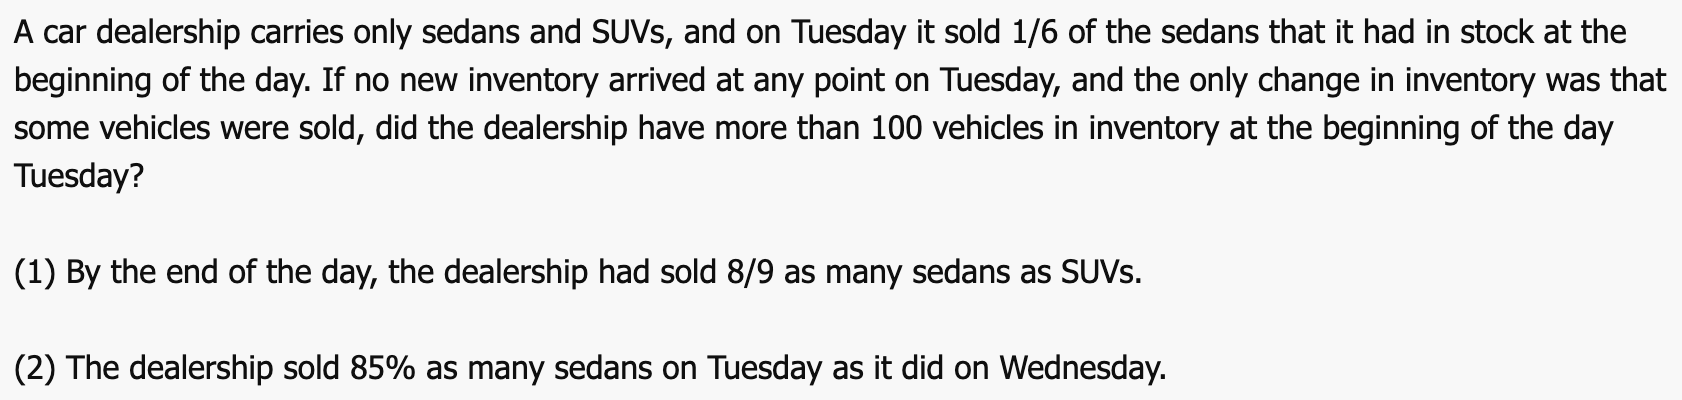 A car dealership carries only sedans and SUVs, and on Tuesday it sold 1/6 of the sedans that it had in stock at the
beginning of the day. If no new inventory arrived at any point on Tuesday, and the only change in inventory was that
some vehicles were sold, did the dealership have more than 100 vehicles in inventory at the beginning of the day
Tuesday?
(1) By the end of the day, the dealership had sold 8/9 as many sedans as SUVs.
(2) The dealership sold 85% as many sedans on Tuesday as it did on Wednesday.